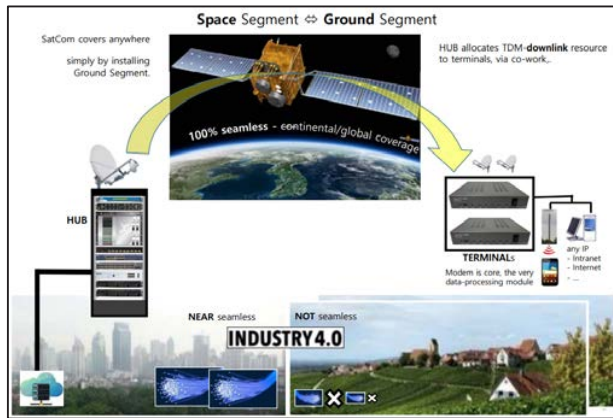 Space Segment ⇔ Ground Segment
SatCom covers anywhere
simply by installing
Ground Segment.
HUB allocates TDM-downlink resource
to terminals, via co-work,.
100% seamless - continental/global coverage
HUB
TERMINALs
Modem is core, the very
data-processing module
any IP
- Intranet
- Internet
- ...
NEAR seamless
NOT seamless
INDUSTRY4.0